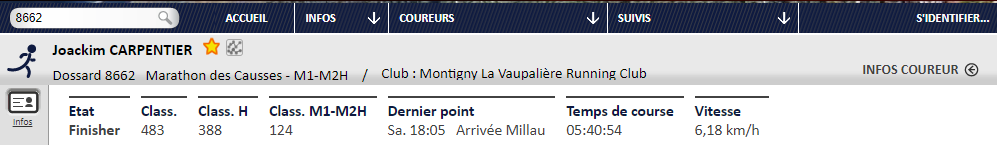 8662 ACCUEIL INFOS COUREURS SUIVIS S'IDENTIFIER...
Joackim CARPENTIER
Dossard 8662 Marathon des Causses - M1-M2H / Club : Montigny La Vaupalière Running Club
INFOS COUREUR
infos
Etat Class. Class. H Class. M1-M2H Dernier point Temps de course Vitesse
Finisher 483 388 124 Sa. 18:05 Arrivée Millau 05:40:54 6,18 km/h